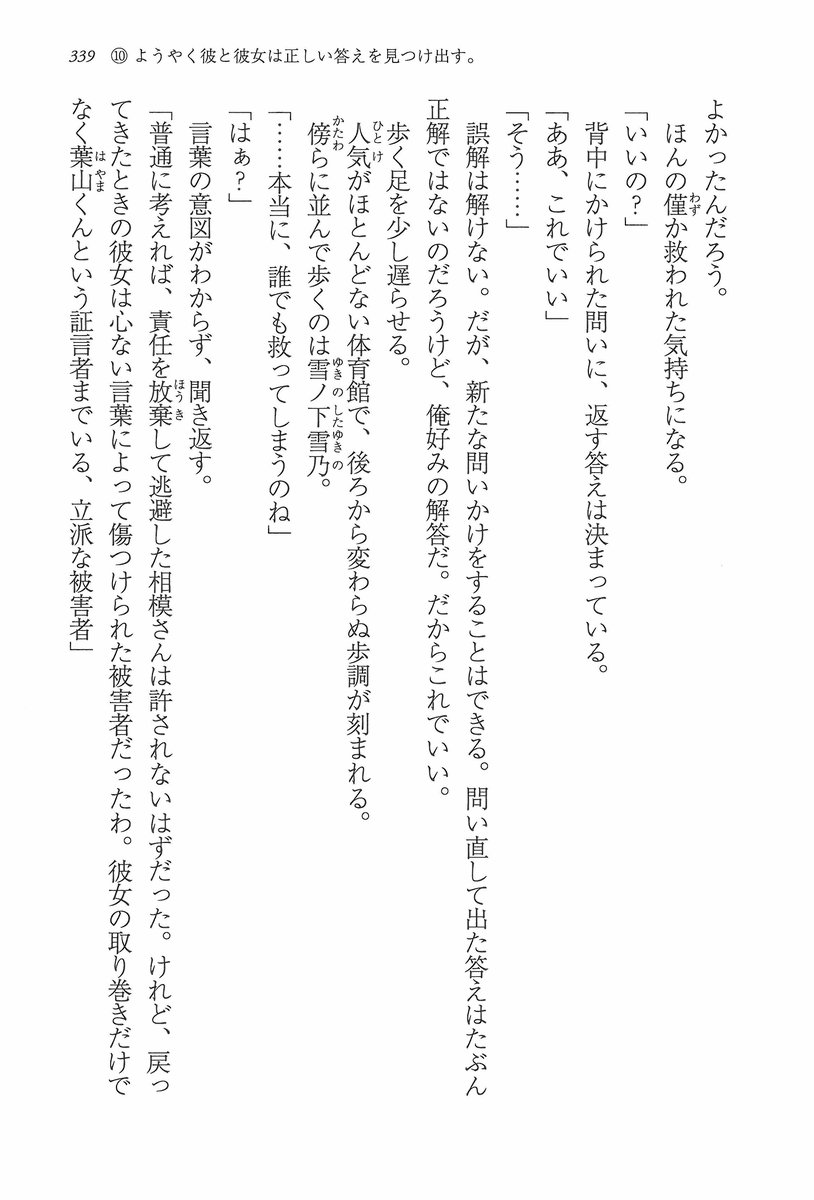 339 ⑩ ようやく彼と彼女は正しい答えを見つけ出す。
よかったんだろう。
ほんの僅か救われた気持ちになる。
「いいの？」
背中にかけられた問いに、返す答えは決まっている。
「ああ、これでいい」
「そう……」
誤解は解けない。だが、新たな問いかけをすることはできる。問い直して出た答えはたぶん
正解ではないのだろうけど、俺好みの解答だ。だからこれでいい。
歩く足を少し遅らせる。
人気がほとんどない体育館で、後ろから変わらぬ歩調が刻まれる。
傍らに並んで歩くのは雪ノ下雪乃。
「……本当に、誰でも救ってしまうのね」
「はぁ？」
言葉の意図がわからず、聞き返す。
「普通に考えれば、責任を放棄して逃避した相模さんは許されないはずだった。けれど、戻っ
てきたときの彼女は心ない言葉によって傷つけられた被害者だったわ。彼女の取り巻きだけで
なく葉山くんという証言者までいる、立派な被害者」